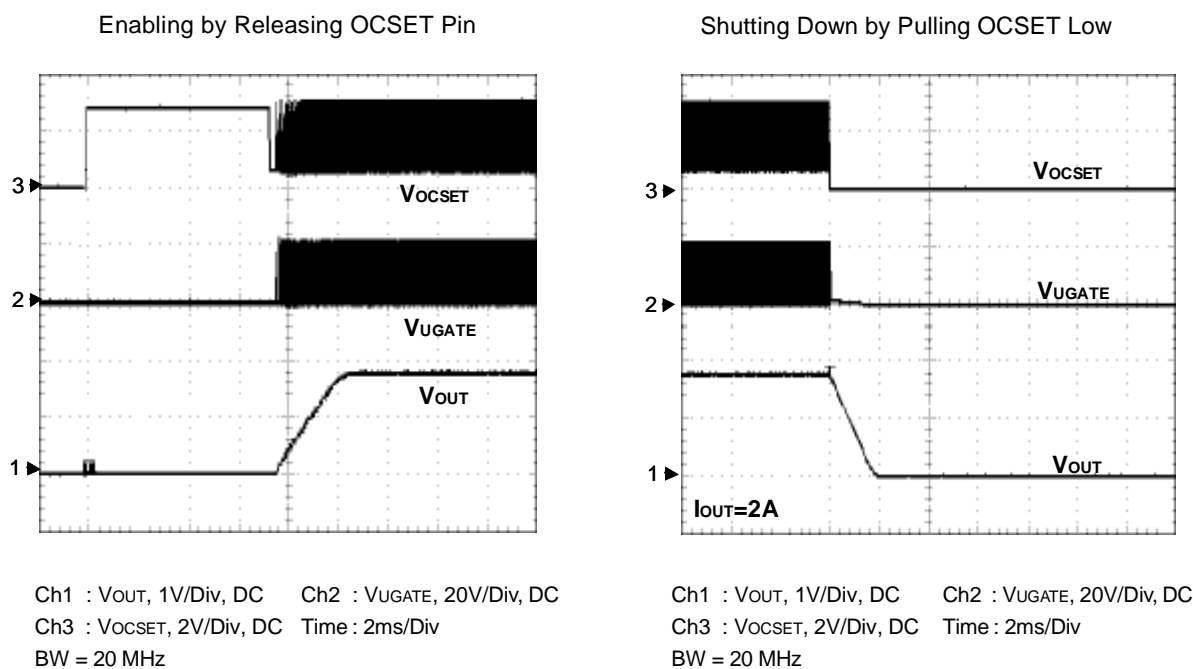 Enabling by Releasing OCSET Pin
3
VOCSET
2
VUGATE
VOUT
1
Ch1 : VOUT, 1V/Div, DC Ch2 : VUGATE, 20V/Div, DC
Ch3 : VOCSET, 2V/Div, DC Time : 2ms/Div
BW = 20 MHz
Shutting Down by Pulling OCSET Low
VOCSET
3
VUGATE
2
VOUT
1
IOUT=2A
Ch1 : VOUT, 1V/Div, DC Ch2 : VUGATE, 20V/Div, DC
Ch3 : VOCSET, 2V/Div, DC Time : 2ms/Div
BW = 20 MHz